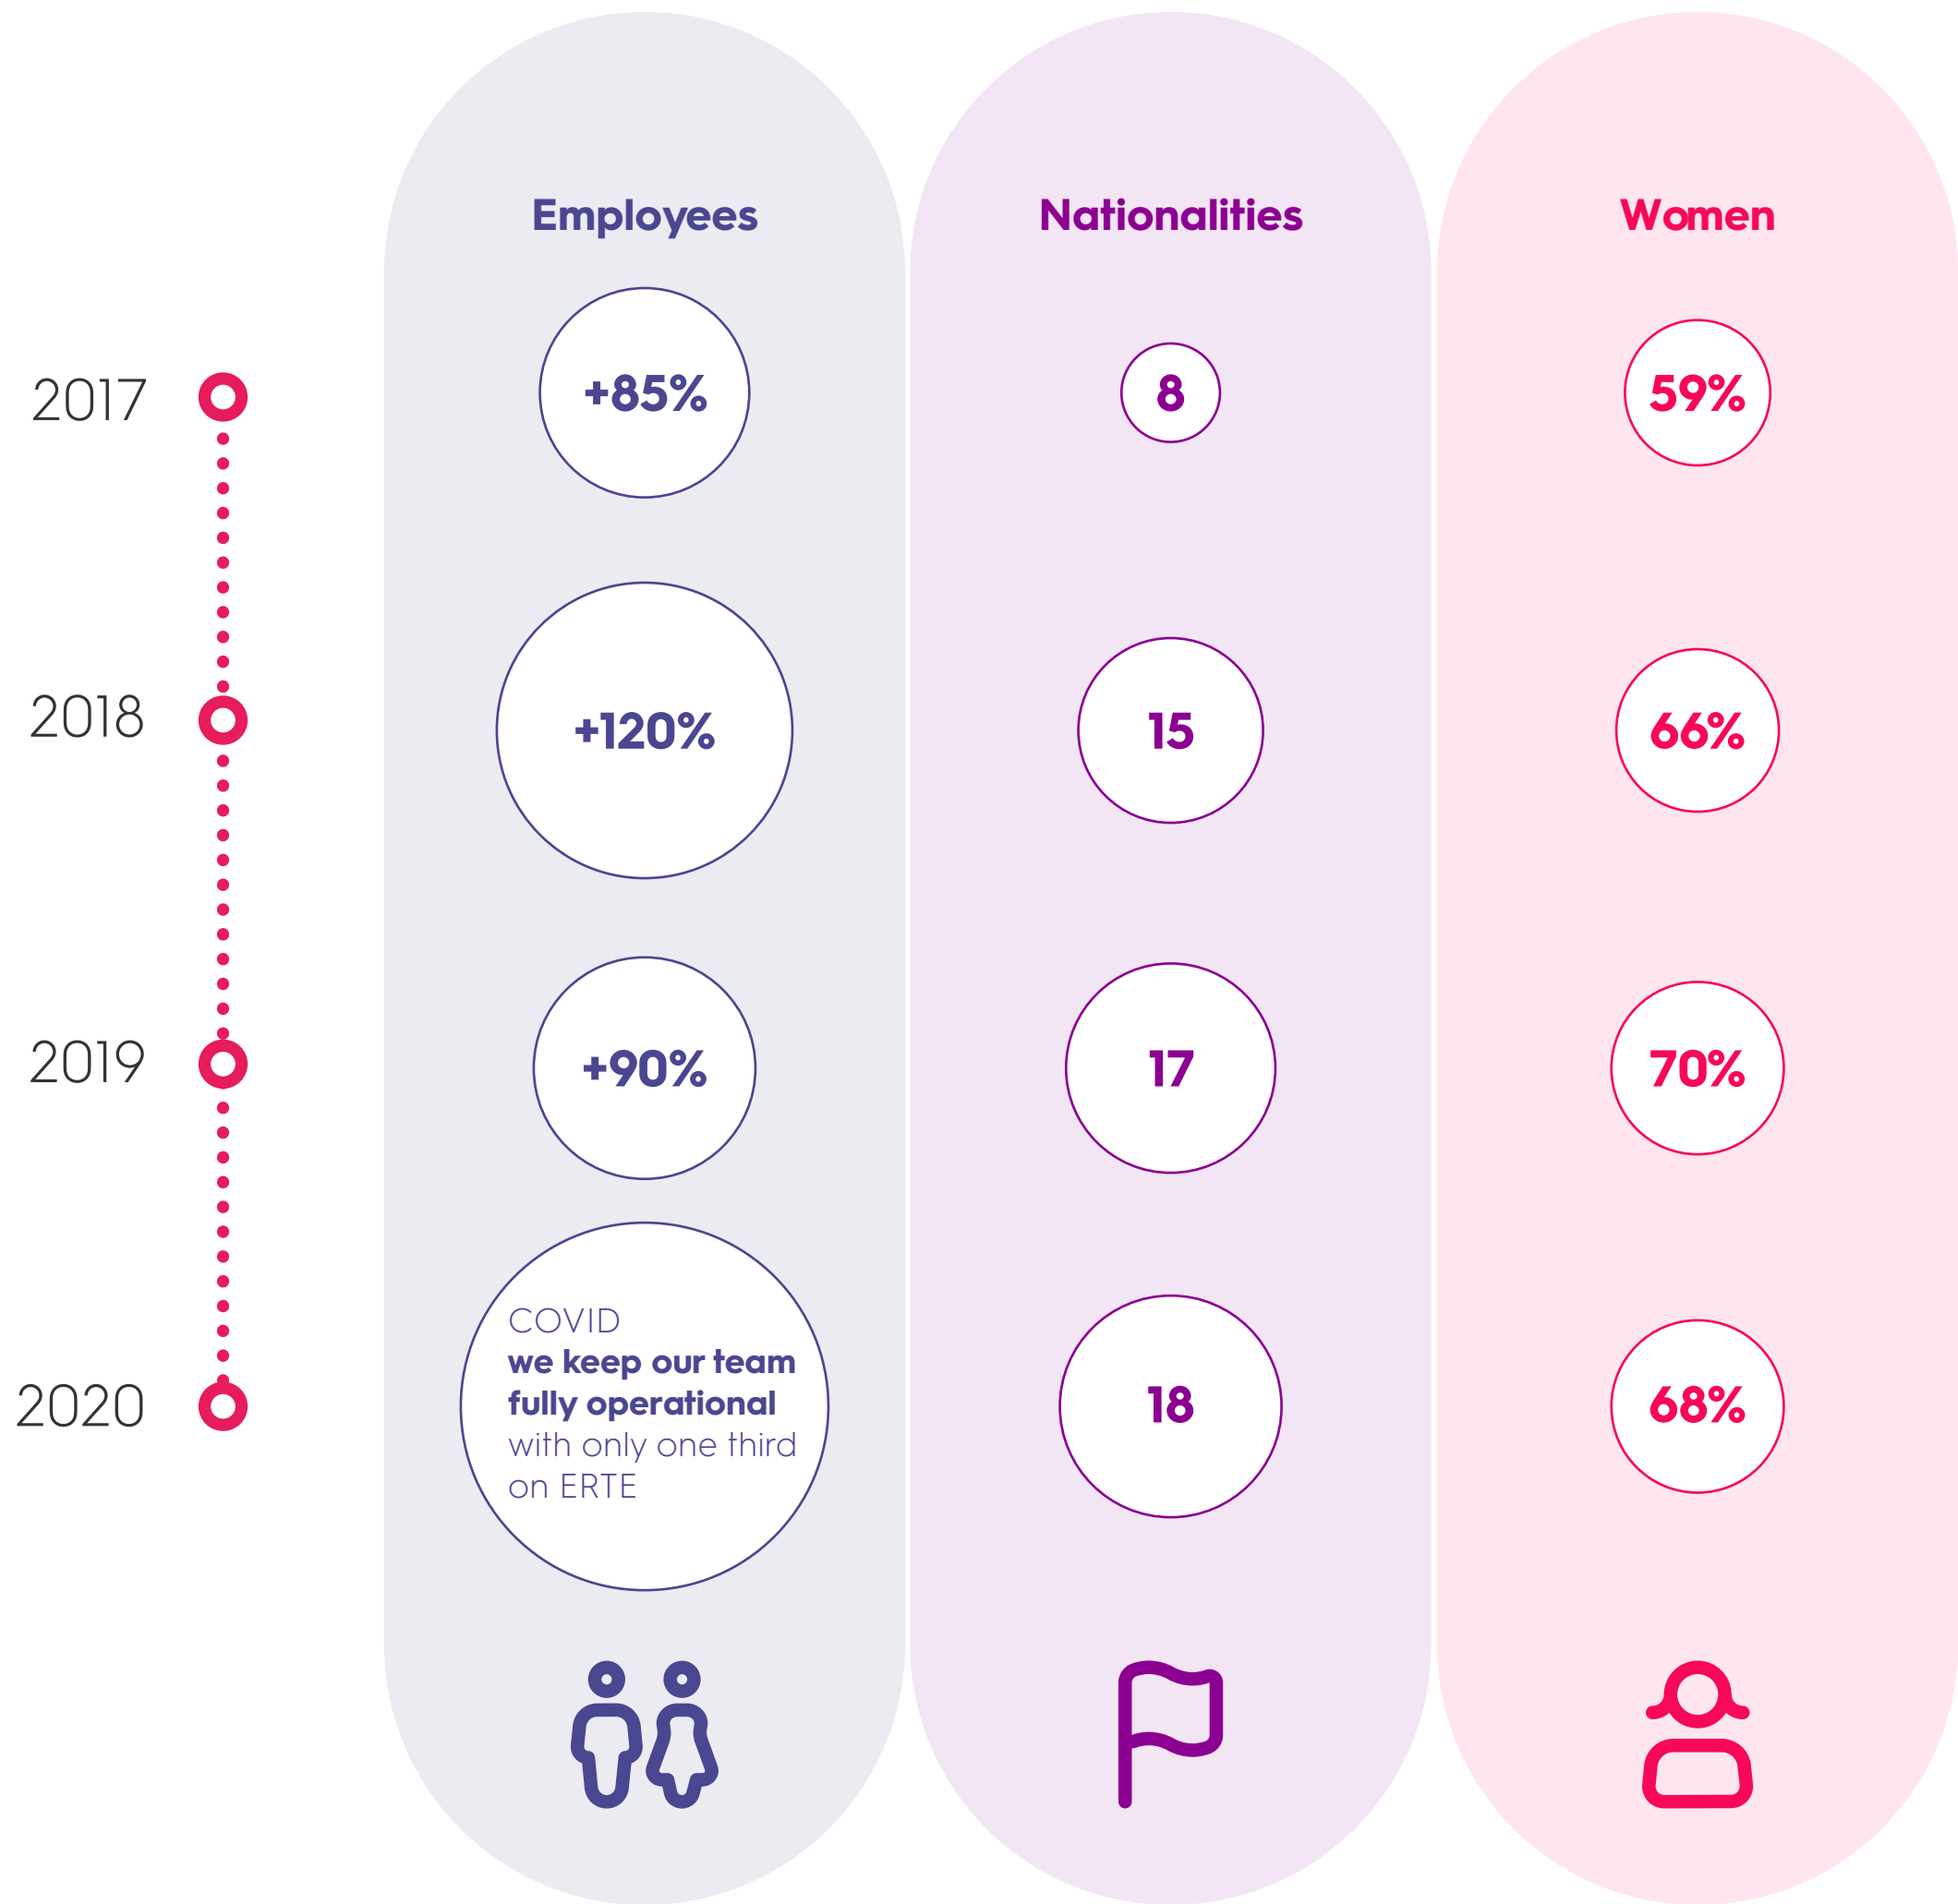 Employees
Nationalities
Women
2017
+85%
8
59%
2018
+120%
15
66%
2019
+90%
17
70%
2020
COVID
we keep our team
fully operational
with only one third
on ERTE
18
68%